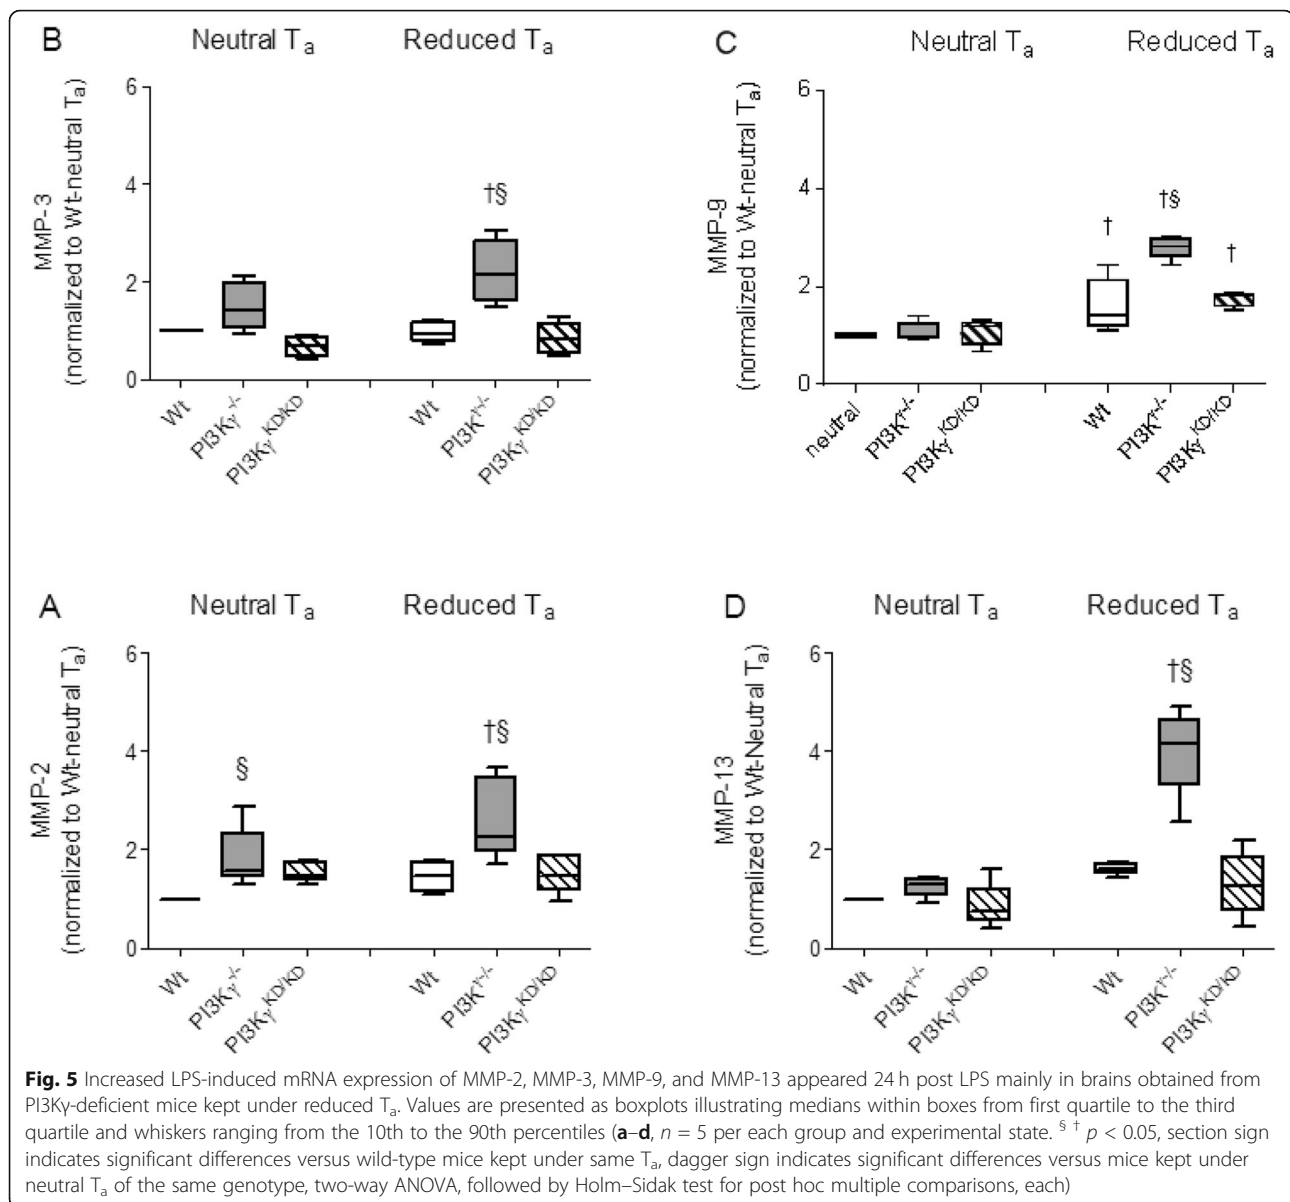 B Neutral Tₐ Reduced Tₐ
MMP-3
(normalized to Wt-neutral Tₐ)
6
4
2
0
†§
Wt
PI3Kγ⁻/⁻
PI3Kγ^KD/KD
Wt
PI3K^γ-/-
PI3Kγ^KD/KD
C Neutral Tₐ Reduced Tₐ
MMP-9
(normalized to Wt-neutral Tₐ)
6
4
2
0
†
†§
†
neutral
PI3K^γ-/-
PI3Kγ^KD/KD
Wt
PI3K^γ-/-
PI3Kγ^KD/KD
A Neutral Tₐ Reduced Tₐ
MMP-2
(normalized to Wt-neutral Tₐ)
6
4
2
0
§
†§
Wt
PI3Kγ⁻/⁻
PI3Kγ^KD/KD
Wt
PI3K^γ-/-
PI3Kγ^KD/KD
D Neutral Tₐ Reduced Tₐ
MMP-13
(normalized to Wt-Neutral Tₐ)
6
4
2
0
†§
Wt
PI3K^γ-/-
PI3Kγ^KD/KD
Wt
PI3K^γ-/-
PI3Kγ^KD/KD
Fig. 5 Increased LPS-induced mRNA expression of MMP-2, MMP-3, MMP-9, and MMP-13 appeared 24 h post LPS mainly in brains obtained from
PI3Kγ-deficient mice kept under reduced Tₐ. Values are presented as boxplots illustrating medians within boxes from first quartile to the third
quartile and whiskers ranging from the 10th to the 90th percentiles (a–d, n = 5 per each group and experimental state. § † p < 0.05, section sign
indicates significant differences versus wild-type mice kept under same Tₐ, dagger sign indicates significant differences versus mice kept under
neutral Tₐ of the same genotype, two-way ANOVA, followed by Holm–Sidak test for post hoc multiple comparisons, each)